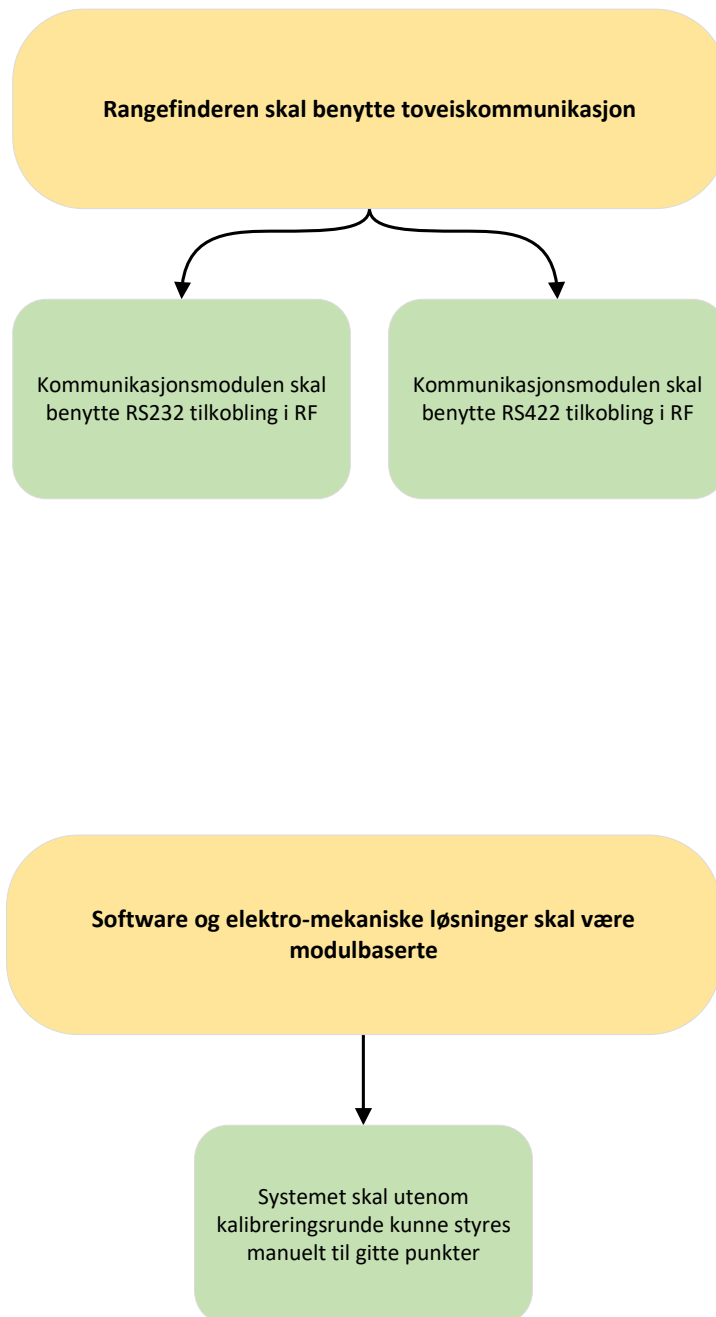 Rangefinderen skal benytte toveiskommunikasjon
Kommunikasjonsmodulen skal
benytte RS232 tilkobling i RF
Kommunikasjonsmodulen skal
benytte RS422 tilkobling i RF
Software og elektro-mekaniske løsninger skal være
modulbaserte
Systemet skal utenom
kalibreringsrunde kunne styres
manuelt til gitte punkter